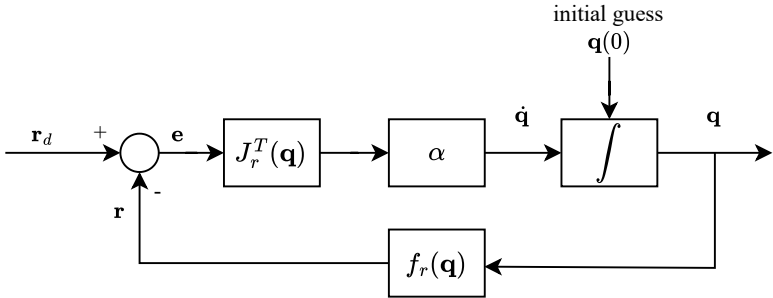 initial guess
q(0)
r_d + e J_r^T(q) α q̇ ∫ q
r -
f_r(q)